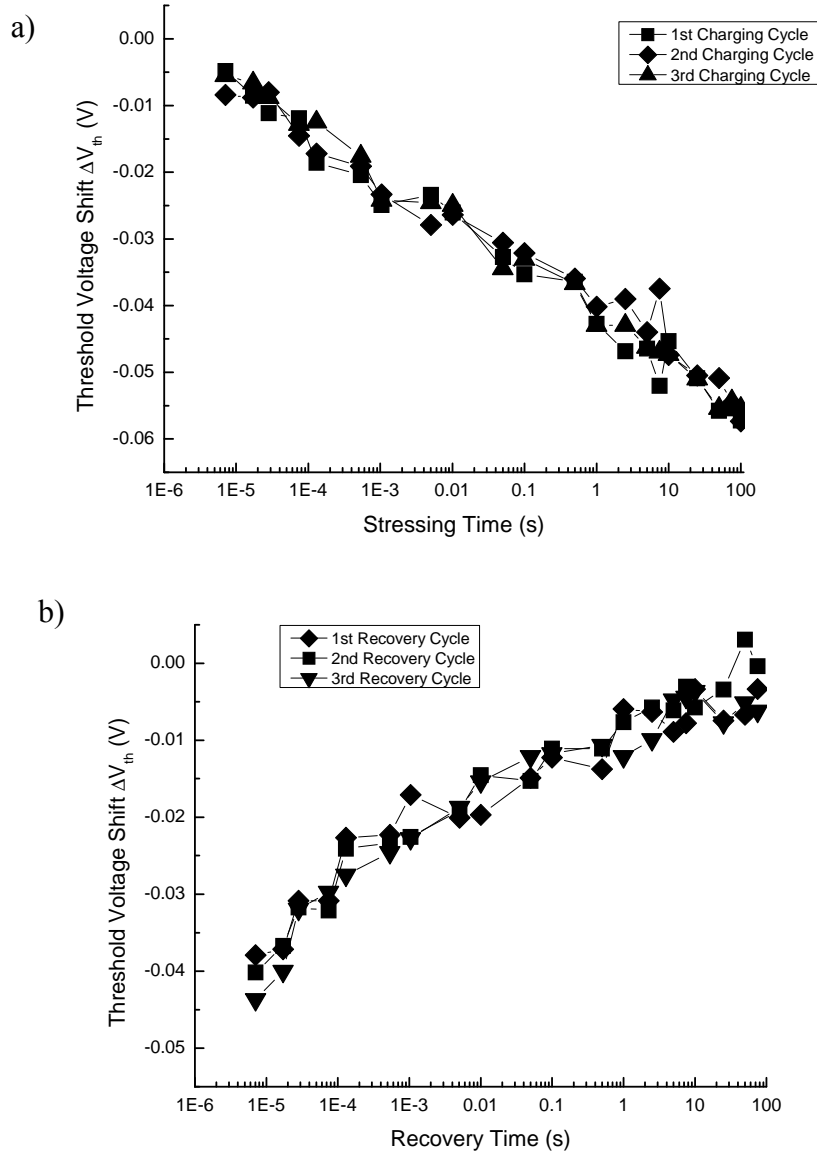 a)
1st Charging Cycle
2nd Charging Cycle
3rd Charging Cycle
0.00
-0.01
-0.02
-0.03
-0.04
-0.05
-0.06
Threshold Voltage Shift ΔV_th (V)
1E-6 1E-5 1E-4 1E-3 0.01 0.1 1 10 100
Stressing Time (s)
b)
1st Recovery Cycle
2nd Recovery Cycle
3rd Recovery Cycle
0.00
-0.01
-0.02
-0.03
-0.04
-0.05
Threshold Voltage Shift ΔV_th (V)
1E-6 1E-5 1E-4 1E-3 0.01 0.1 1 10 100
Recovery Time (s)